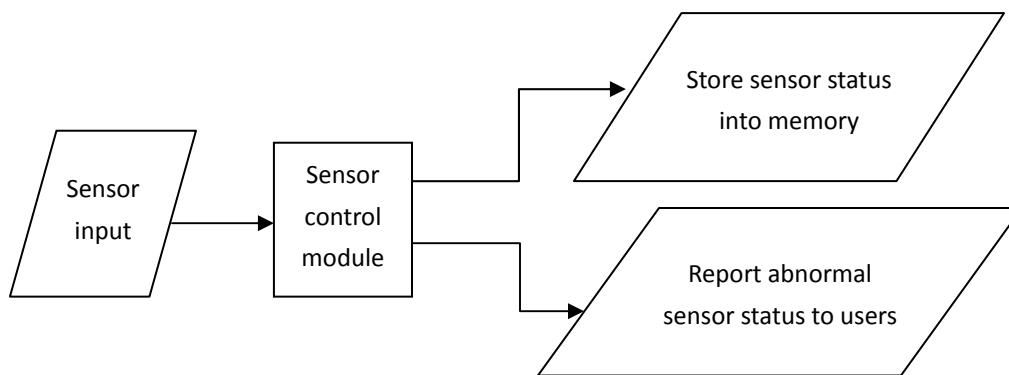 Sensor
input
Sensor
control
module
Store sensor status
into memory
Report abnormal
sensor status to users